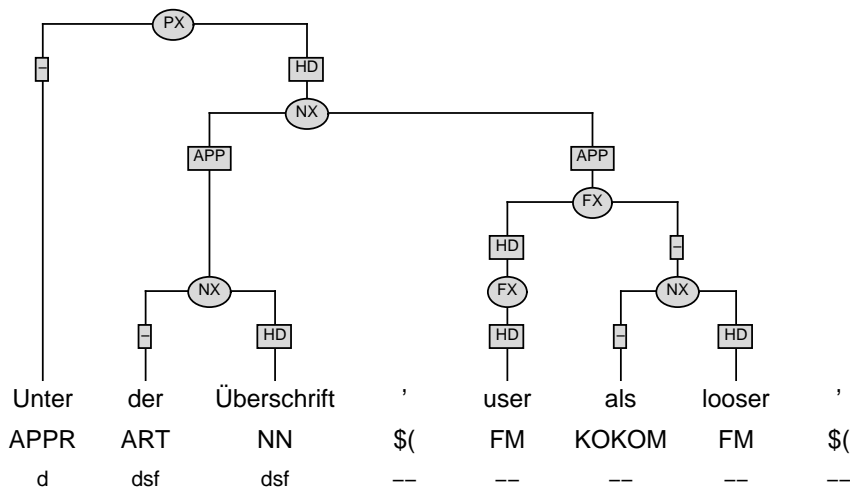 PX
– HD
NX
APP APP
FX
HD –
NX FX NX
– HD HD – HD
Unter der Überschrift ' user als looser '
APPR ART NN $( FM KOKOM FM $(
d dsf dsf –– –– –– –– ––